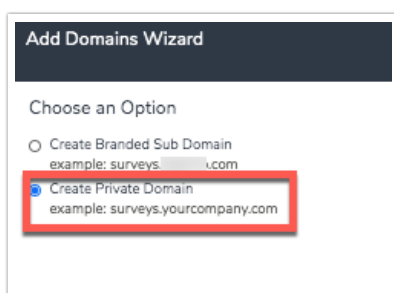 Add Domains Wizard
Choose an Option
Create Branded Sub Domain
example: surveys. .com
Create Private Domain
example: surveys.yourcompany.com